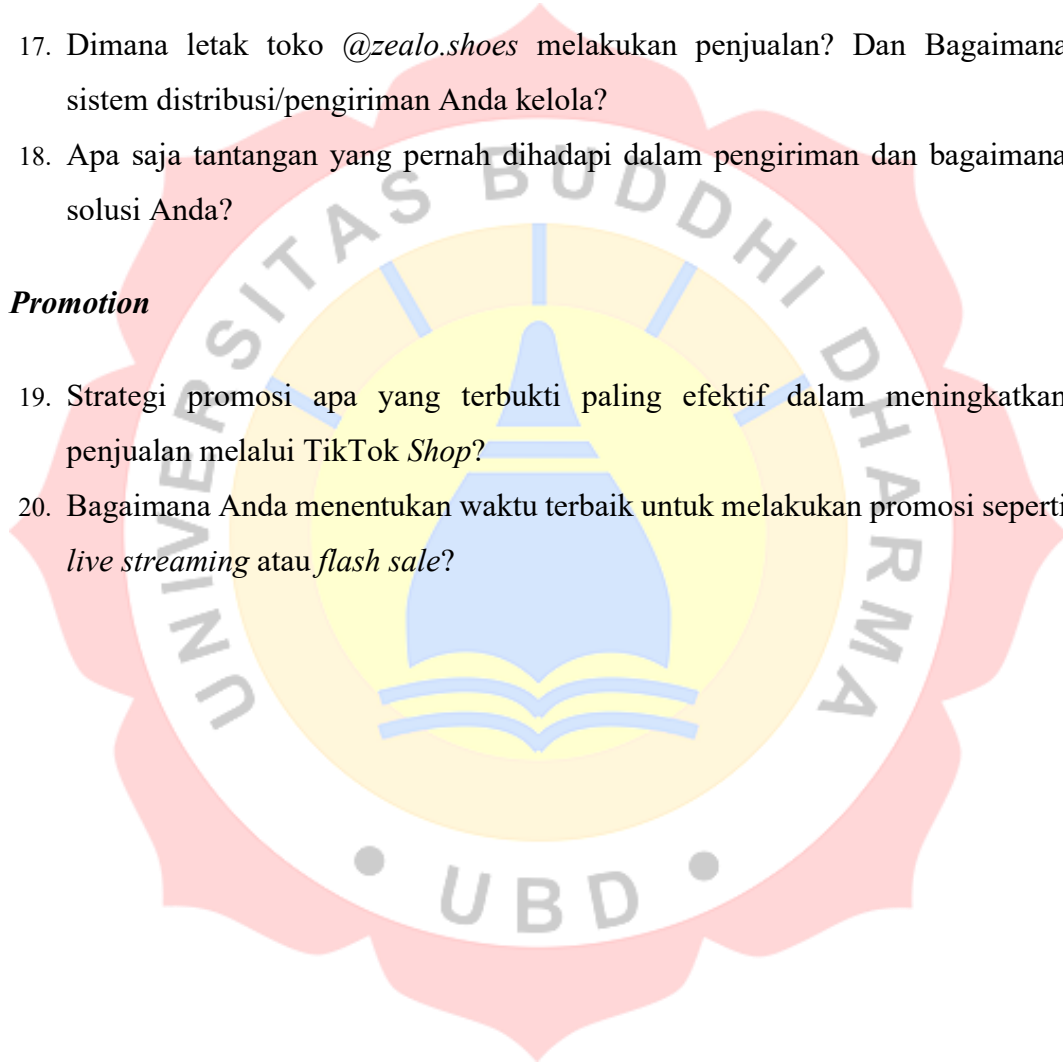 17. Dimana letak toko @zealo.shoes melakukan penjualan? Dan Bagaimana
sistem distribusi/pengiriman Anda kelola?
18. Apa saja tantangan yang pernah dihadapi dalam pengiriman dan bagaimana
solusi Anda?
Promotion
19. Strategi promosi apa yang terbukti paling efektif dalam meningkatkan
penjualan melalui TikTok Shop?
20. Bagaimana Anda menentukan waktu terbaik untuk melakukan promosi seperti
live streaming atau flash sale?
UNIVERSITAS BUDDHI DHARMA
• UBD •